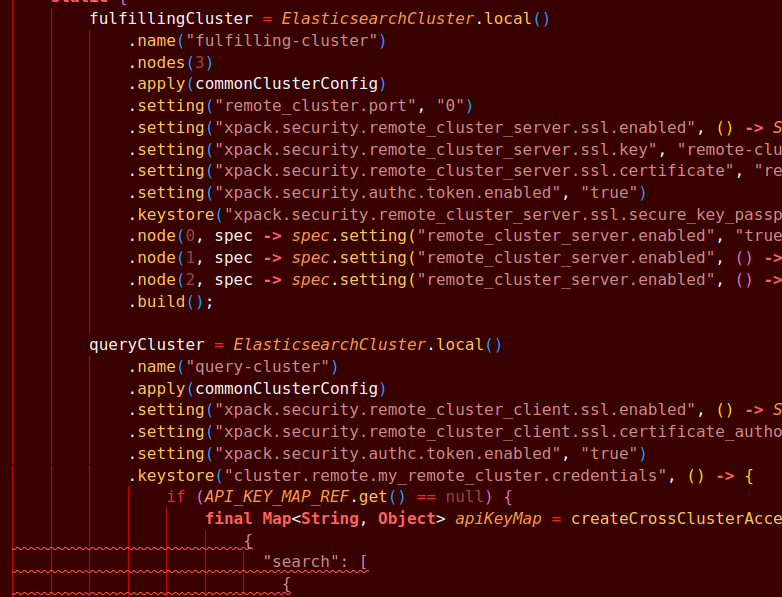 static {
fulfillingCluster = ElasticsearchCluster.local()
.name("fulfilling-cluster")
.nodes(3)
.apply(commonClusterConfig)
.setting("remote_cluster.port", "0")
.setting("xpack.security.remote_cluster_server.ssl.enabled", () -> S
.setting("xpack.security.remote_cluster_server.ssl.key", "remote-clu
.setting("xpack.security.remote_cluster_server.ssl.certificate", "re
.setting("xpack.security.authc.token.enabled", "true")
.keystore("xpack.security.remote_cluster_server.ssl.secure_key_passp
.node(0, spec -> spec.setting("remote_cluster_server.enabled", "true
.node(1, spec -> spec.setting("remote_cluster_server.enabled", () ->
.node(2, spec -> spec.setting("remote_cluster_server.enabled", () ->
.build();
queryCluster = ElasticsearchCluster.local()
.name("query-cluster")
.apply(commonClusterConfig)
.setting("xpack.security.remote_cluster_client.ssl.enabled", () -> S
.setting("xpack.security.remote_cluster_client.ssl.certificate_autho
.setting("xpack.security.authc.token.enabled", "true")
.keystore("cluster.remote.my_remote_cluster.credentials", () -> {
if (API_KEY_MAP_REF.get() == null) {
final Map<String, Object> apiKeyMap = createCrossClusterAcce
{
"search": [
{